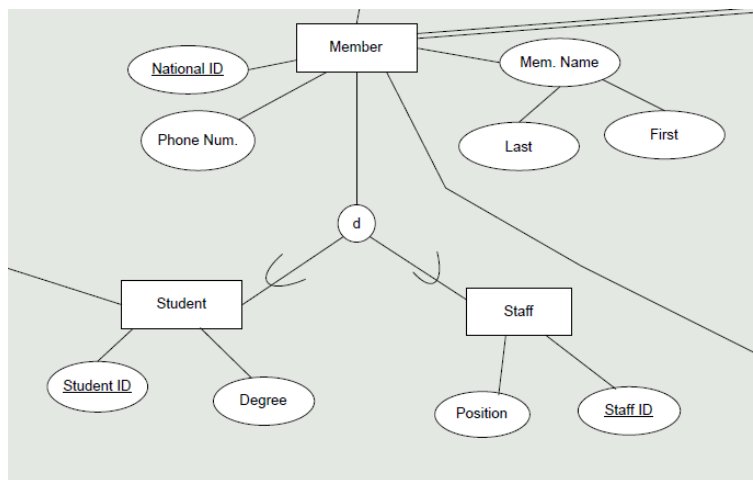 Member
National ID
Mem. Name
Phone Num.
Last
First
d
Student
Staff
Student ID
Degree
Position
Staff ID